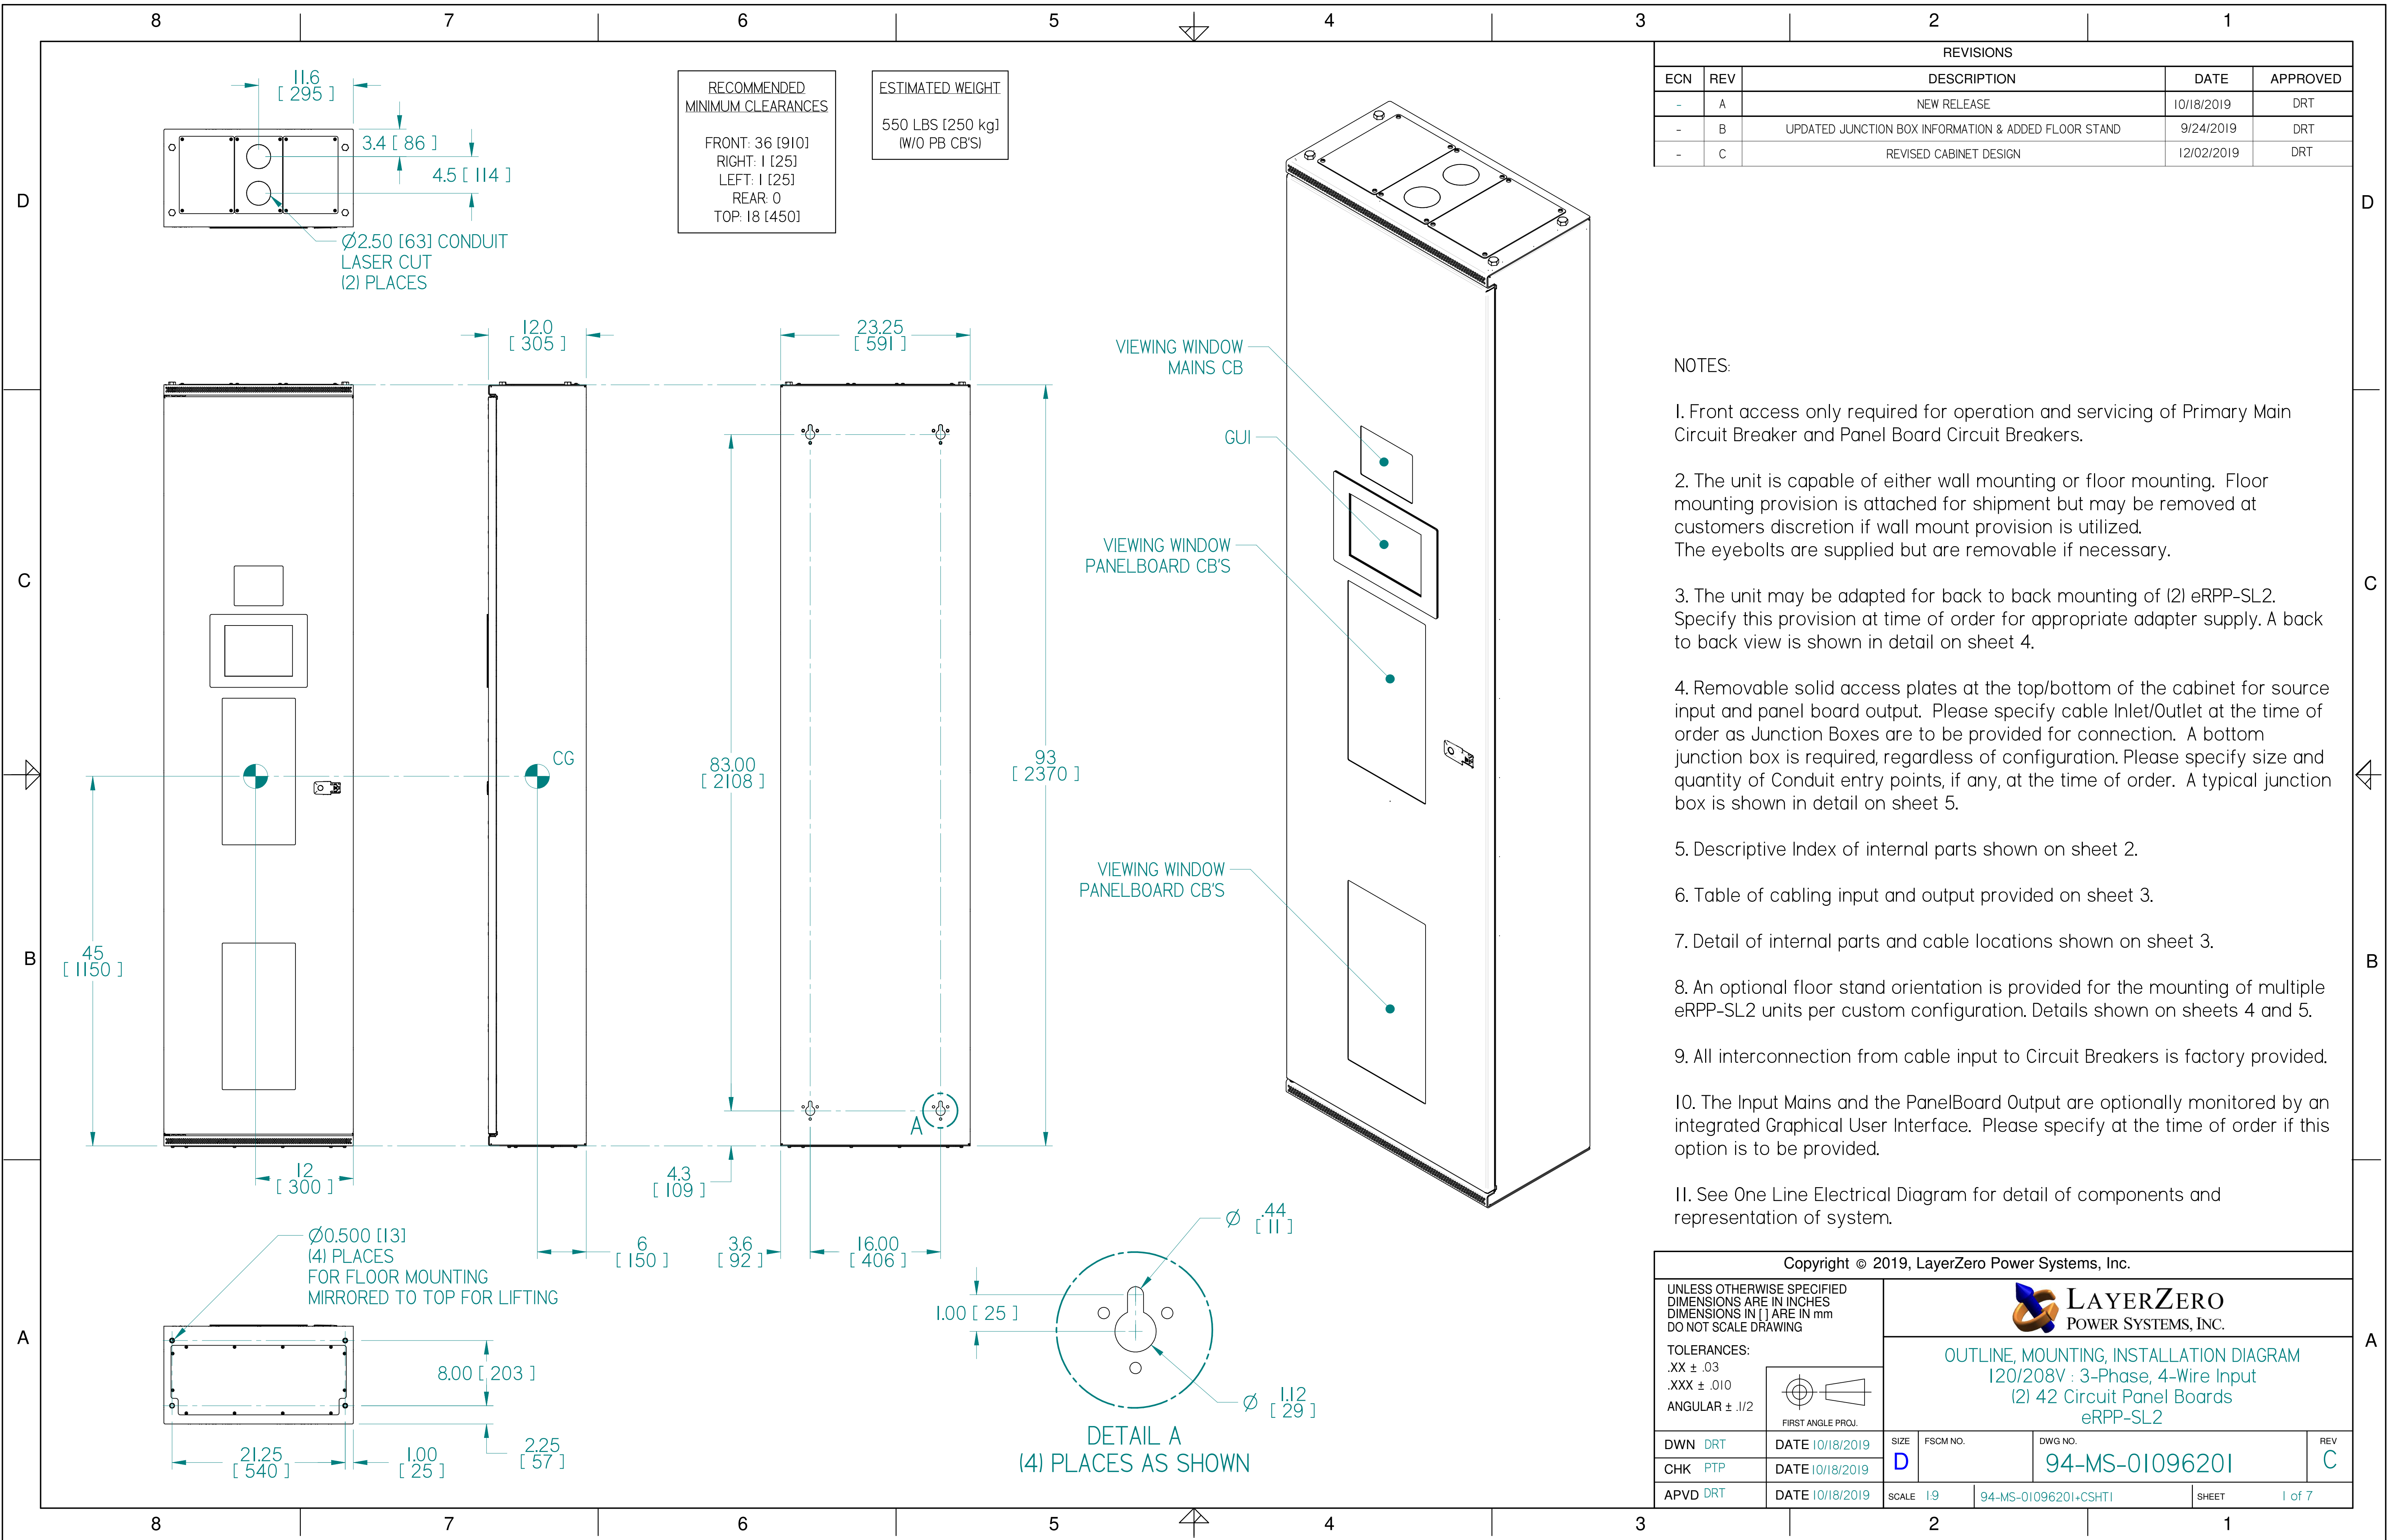 8 7 6 5 4 3 2 1
REVISIONS
ECN REV DESCRIPTION DATE APPROVED
- A NEW RELEASE 10/18/2019 DRT
- B UPDATED JUNCTION BOX INFORMATION & ADDED FLOOR STAND 9/24/2019 DRT
- C REVISED CABINET DESIGN 12/02/2019 DRT
11.6
[ 295 ]
3.4 [ 86 ]
4.5 [ 114 ]
Ø2.50 [63] CONDUIT
LASER CUT
(2) PLACES
RECOMMENDED
MINIMUM CLEARANCES
FRONT: 36 [910]
RIGHT: 1 [25]
LEFT: 1 [25]
REAR: 0
TOP: 18 [450]
ESTIMATED WEIGHT
550 LBS [250 kg]
(W/O PB CB'S)
D
D
12.0
[ 305 ]
23.25
[ 591 ]
VIEWING WINDOW
MAINS CB
GUI
VIEWING WINDOW
PANELBOARD CB'S
VIEWING WINDOW
PANELBOARD CB'S
C
C
CG
83.00
[ 2108 ]
93
[ 2370 ]
45
[ 1150 ]
B
B
A
12
[ 300 ]
4.3
[ 109 ]
6
[ 150 ]
3.6
[ 92 ]
16.00
[ 406 ]
Ø0.500 [13]
(4) PLACES
FOR FLOOR MOUNTING
MIRRORED TO TOP FOR LIFTING
8.00 [ 203 ]
21.25
[ 540 ]
1.00
[ 25 ]
2.25
[ 57 ]
Ø .44
[ 11 ]
1.00 [ 25 ]
Ø 1.12
[ 29 ]
DETAIL A
(4) PLACES AS SHOWN
A
A
NOTES:
1. Front access only required for operation and servicing of Primary Main
Circuit Breaker and Panel Board Circuit Breakers.
2. The unit is capable of either wall mounting or floor mounting. Floor
mounting provision is attached for shipment but may be removed at
customers discretion if wall mount provision is utilized.
The eyebolts are supplied but are removable if necessary.
3. The unit may be adapted for back to back mounting of (2) eRPP-SL2.
Specify this provision at time of order for appropriate adapter supply. A back
to back view is shown in detail on sheet 4.
4. Removable solid access plates at the top/bottom of the cabinet for source
input and panel board output. Please specify cable Inlet/Outlet at the time of
order as Junction Boxes are to be provided for connection. A bottom
junction box is required, regardless of configuration. Please specify size and
quantity of Conduit entry points, if any, at the time of order. A typical junction
box is shown in detail on sheet 5.
5. Descriptive Index of internal parts shown on sheet 2.
6. Table of cabling input and output provided on sheet 3.
7. Detail of internal parts and cable locations shown on sheet 3.
8. An optional floor stand orientation is provided for the mounting of multiple
eRPP-SL2 units per custom configuration. Details shown on sheets 4 and 5.
9. All interconnection from cable input to Circuit Breakers is factory provided.
10. The Input Mains and the PanelBoard Output are optionally monitored by an
integrated Graphical User Interface. Please specify at the time of order if this
option is to be provided.
11. See One Line Electrical Diagram for detail of components and
representation of system.
Copyright © 2019, LayerZero Power Systems, Inc.
UNLESS OTHERWISE SPECIFIED
DIMENSIONS ARE IN INCHES
DIMENSIONS IN [ ] ARE IN mm
DO NOT SCALE DRAWING
TOLERANCES:
.XX ± .03
.XXX ± .010
ANGULAR ± .1/2
FIRST ANGLE PROJ.
LAYERZERO
POWER SYSTEMS, INC.
OUTLINE, MOUNTING, INSTALLATION DIAGRAM
120/208V : 3-Phase, 4-Wire Input
(2) 42 Circuit Panel Boards
eRPP-SL2
DWN DRT DATE 10/18/2019
CHK PTP DATE 10/18/2019
APVD DRT DATE 10/18/2019
SIZE
D
FSCM NO.
DWG NO.
94-MS-01096201
REV
C
SCALE 1:9 94-MS-01096201+CSHT1 SHEET 1 of 7
8 7 6 5 4 3 2 1